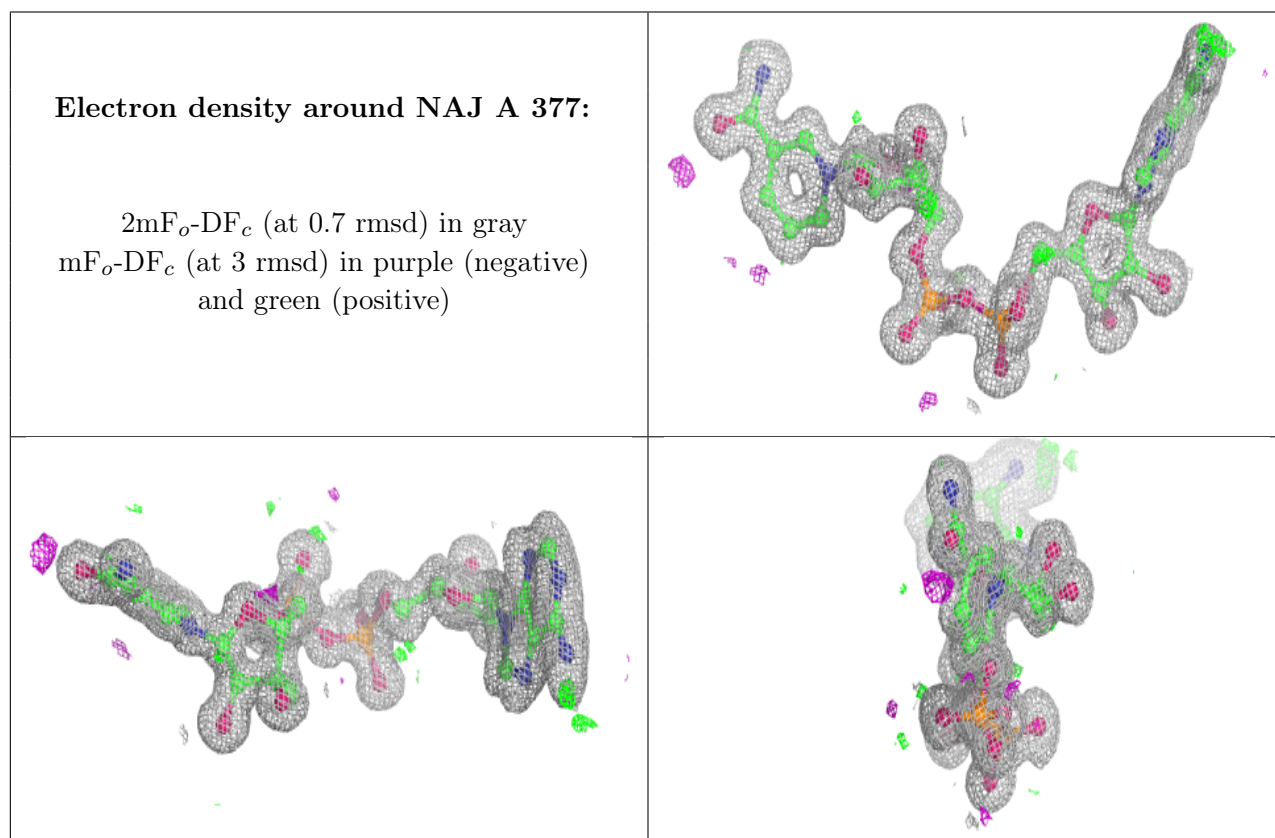 Electron density around NAJ A 377:
2mFo-DFc (at 0.7 rmsd) in gray
mFo-DFc (at 3 rmsd) in purple (negative)
and green (positive)